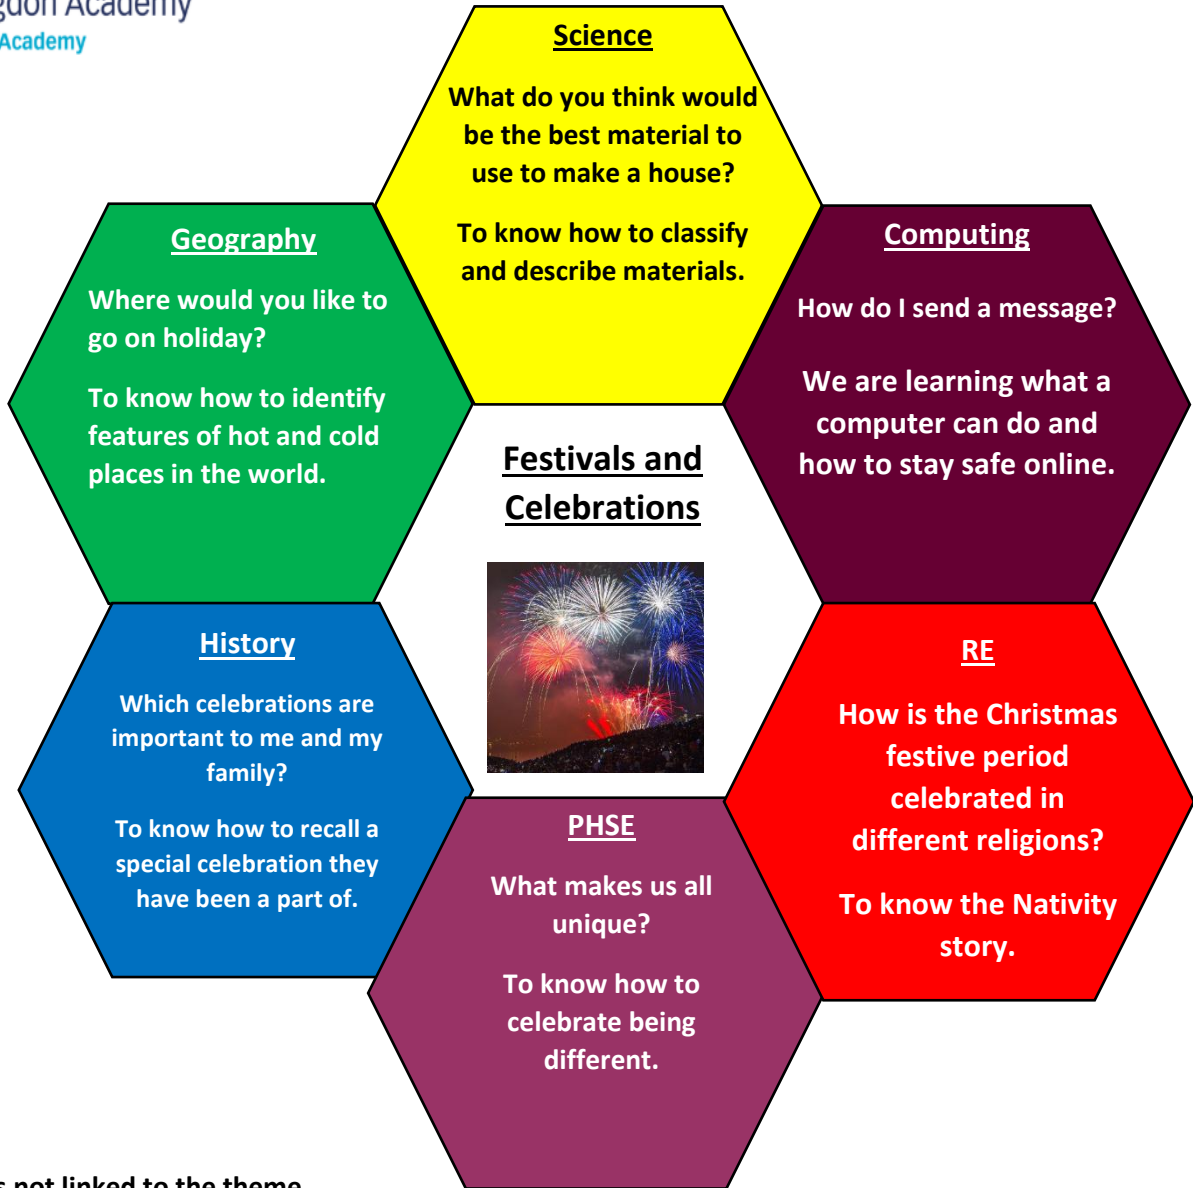 Academy
Academy
Science
What do you think would
be the best material to
use to make a house?
To know how to classify
and describe materials.
Geography
Where would you like to
go on holiday?
To know how to identify
features of hot and cold
places in the world.
Computing
How do I send a message?
We are learning what a
computer can do and
how to stay safe online.
Festivals and
Celebrations
History
Which celebrations are
important to me and my
family?
To know how to recall a
special celebration they
have been a part of.
RE
How is the Christmas
festive period
celebrated in
different religions?
To know the Nativity
story.
PHSE
What makes us all
unique?
To know how to
celebrate being
different.
not linked to the theme